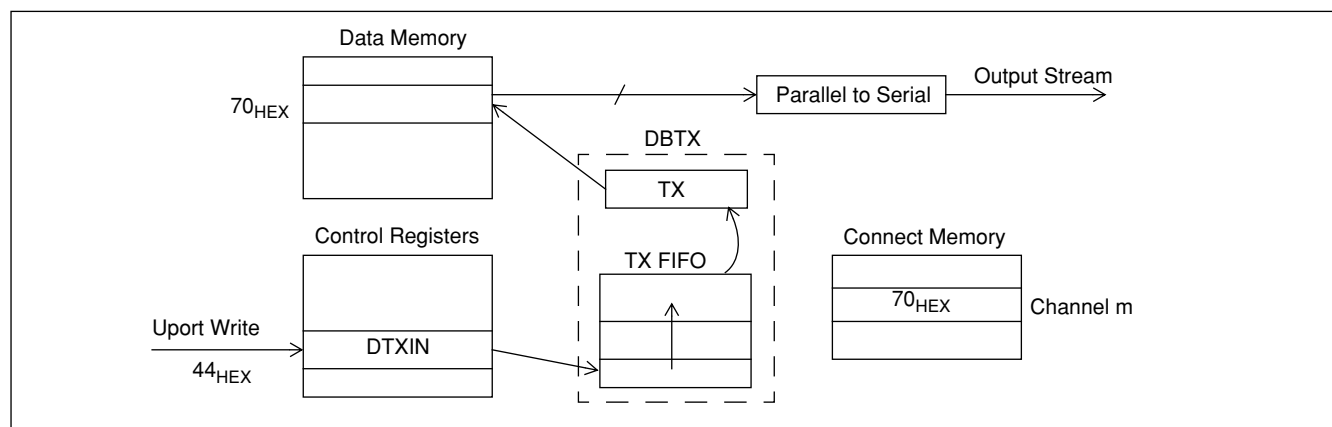 Data Memory
70HEX
Parallel to Serial
Output Stream
DBTX
TX
Control Registers
TX FIFO
Connect Memory
70HEX
Channel m
Uport Write
DTXIN
44HEX